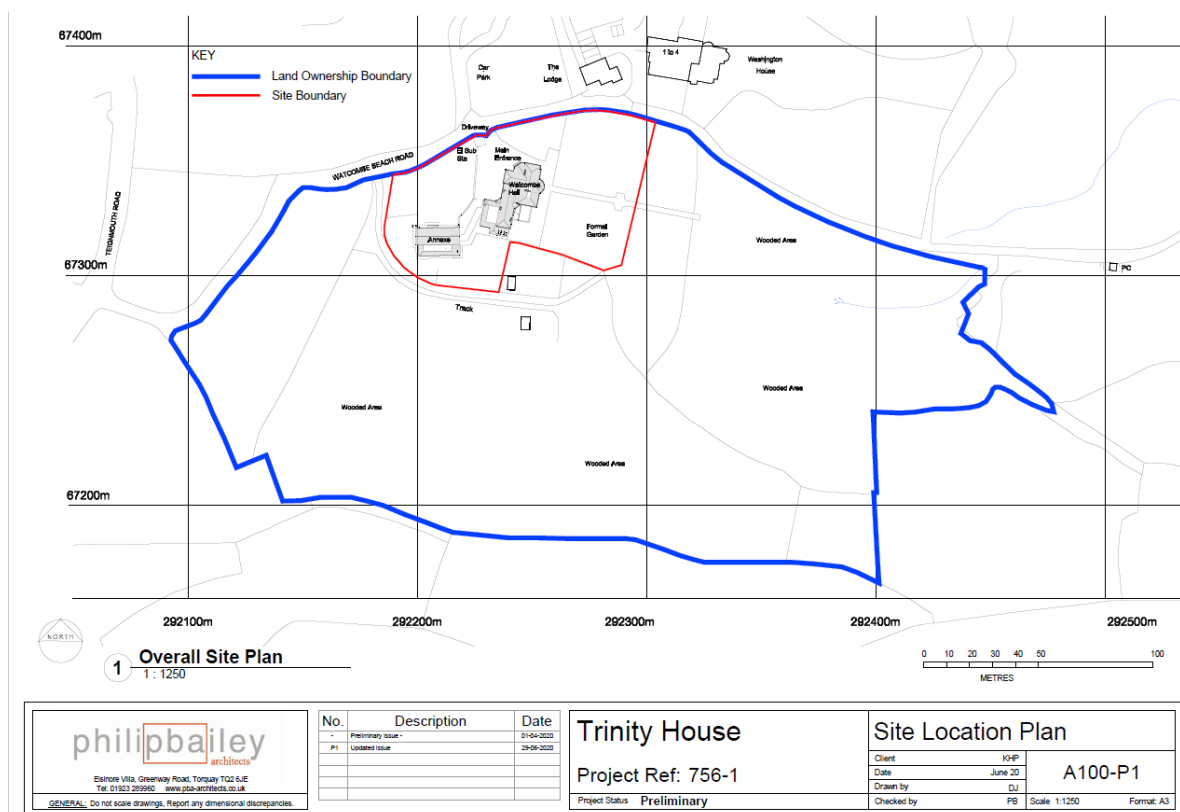 67400m
KEY
Land Ownership Boundary
Site Boundary
Car
Park
The
Lodge
1 to 4
Washington
House
Driveway
Sub
Sta
Main
Entrance
WATCOMBE BEACH ROAD
TEIGNMOUTH ROAD
Watcombe
Hall
Formal
Garden
Annexe
Wooded Area
PC
67300m
Track
Wooded Area
Wooded Area
Wooded Area
67200m
292100m
292200m
292300m
292400m
292500m
NORTH
1 Overall Site Plan
1 : 1250
0 10 20 30 40 50 100
METRES
philipbailey
architects
Elsinore Villa, Greenway Road, Torquay TQ2 6JE
Tel: 01923 289960 www.pba-architects.co.uk
GENERAL: Do not scale drawings, Report any dimensional discrepancies.
No. Description Date
- Preliminary Issue - 01-04-2020
P1 Updated Issue 29-06-2020
Trinity House
Project Ref: 756-1
Project Status Preliminary
Site Location Plan
Client KHP
Date June 20
Drawn by DJ
Checked by PB
A100-P1
Scale 1:1250 Format: A3